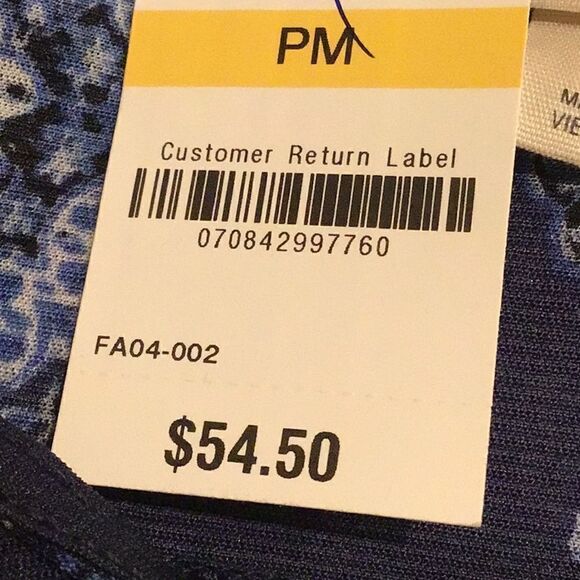 PM
Customer Return Label
070842997760
FA04-002
$54.50